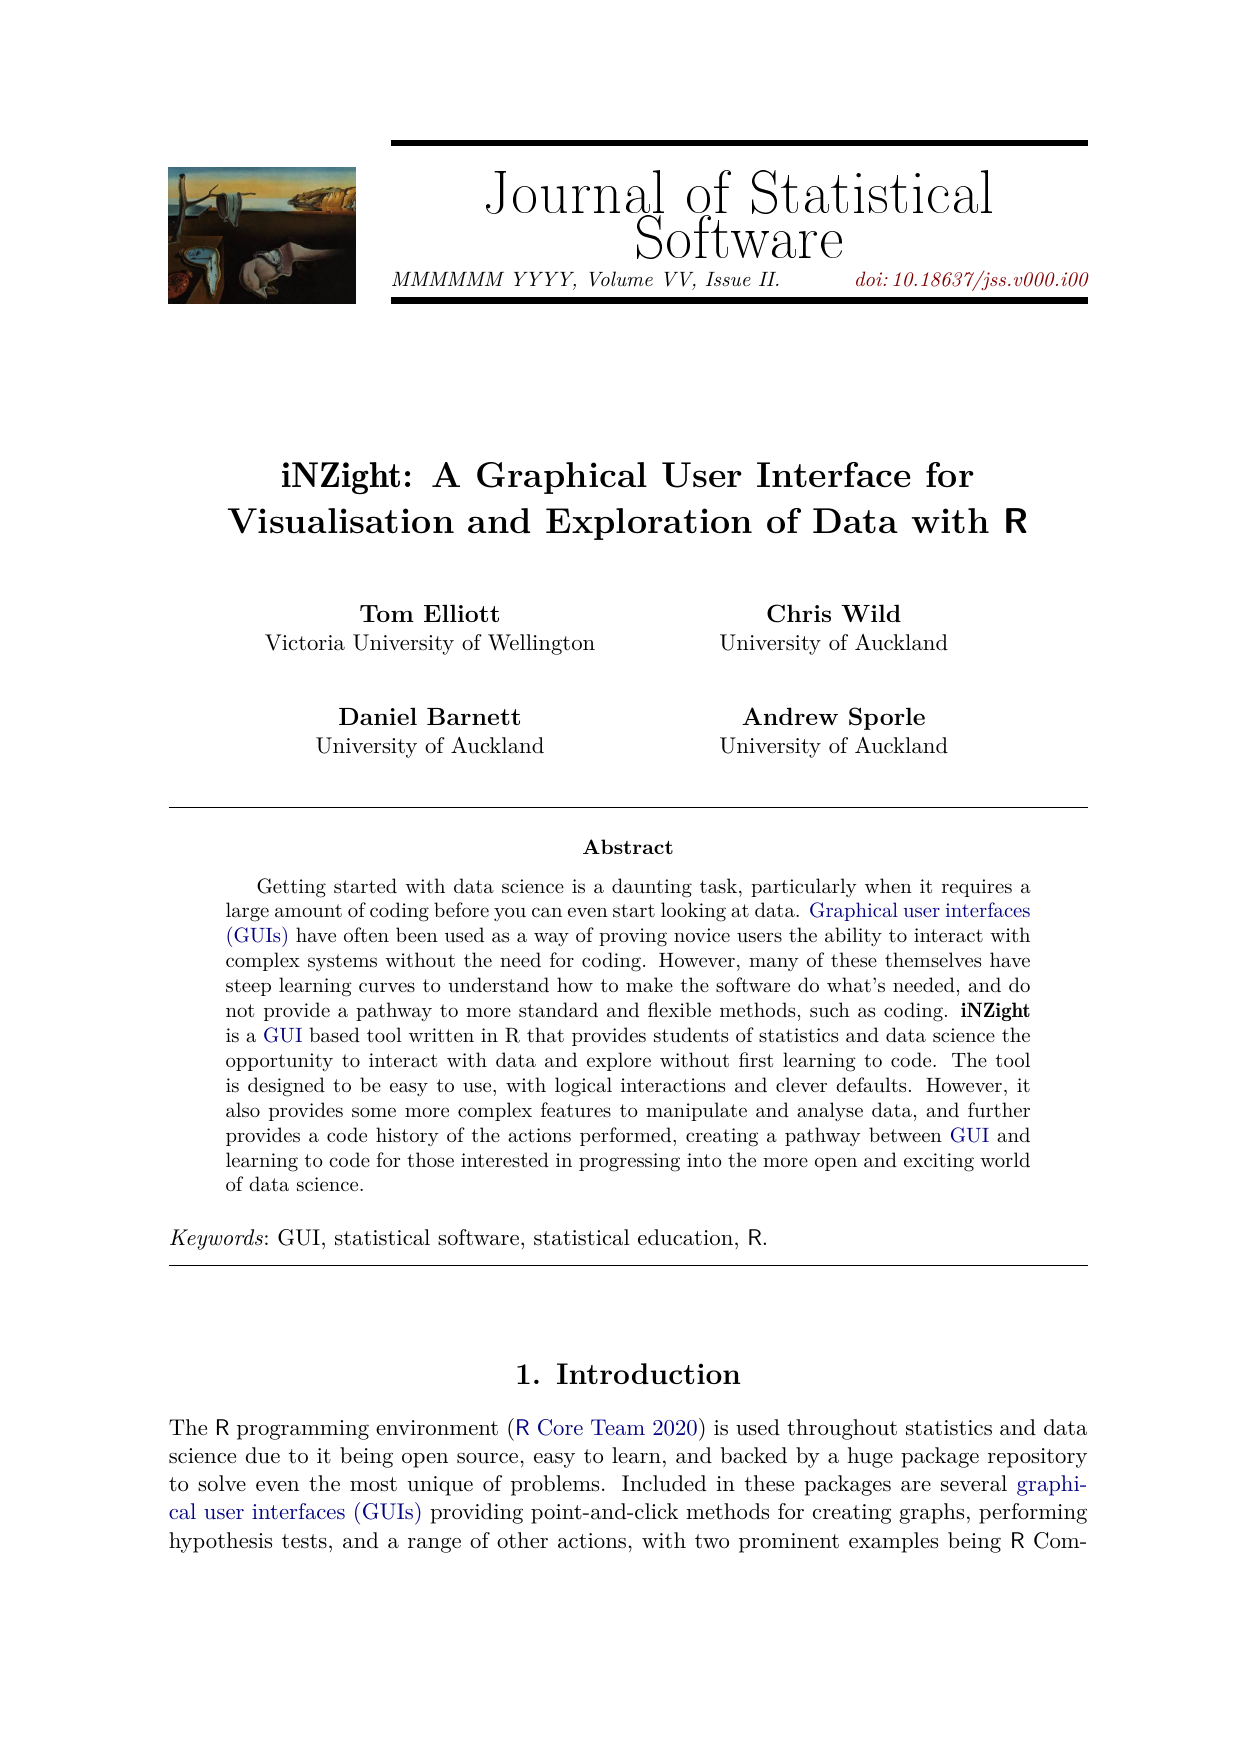 Journal of Statistical
Software
MMMMMM YYYY, Volume VV, Issue II.
doi: 10.18637/jss.v000.i00
iNZight: A Graphical User Interface for
Visualisation and Exploration of Data with R
Tom Elliott
Victoria University of Wellington
Chris Wild
University of Auckland
Daniel Barnett
University of Auckland
Andrew Sporle
University of Auckland
Abstract
Getting started with data science is a daunting task, particularly when it requires a
large amount of coding before you can even start looking at data. Graphical user interfaces
(GUIs) have often been used as a way of proving novice users the ability to interact with
complex systems without the need for coding. However, many of these themselves have
steep learning curves to understand how to make the software do what's needed, and do
not provide a pathway to more standard and flexible methods, such as coding. iNZight
is a GUI based tool written in R that provides students of statistics and data science the
opportunity to interact with data and explore without first learning to code. The tool
is designed to be easy to use, with logical interactions and clever defaults. However, it
also provides some more complex features to manipulate and analyse data, and further
provides a code history of the actions performed, creating a pathway between GUI and
learning to code for those interested in progressing into the more open and exciting world
of data science.
Keywords: GUI, statistical software, statistical education, R.
1. Introduction
The R programming environment (R Core Team 2020) is used throughout statistics and data
science due to it being open source, easy to learn, and backed by a huge package repository
to solve even the most unique of problems. Included in these packages are several graphi-
cal user interfaces (GUIs) providing point-and-click methods for creating graphs, performing
hypothesis tests, and a range of other actions, with two prominent examples being R Com-